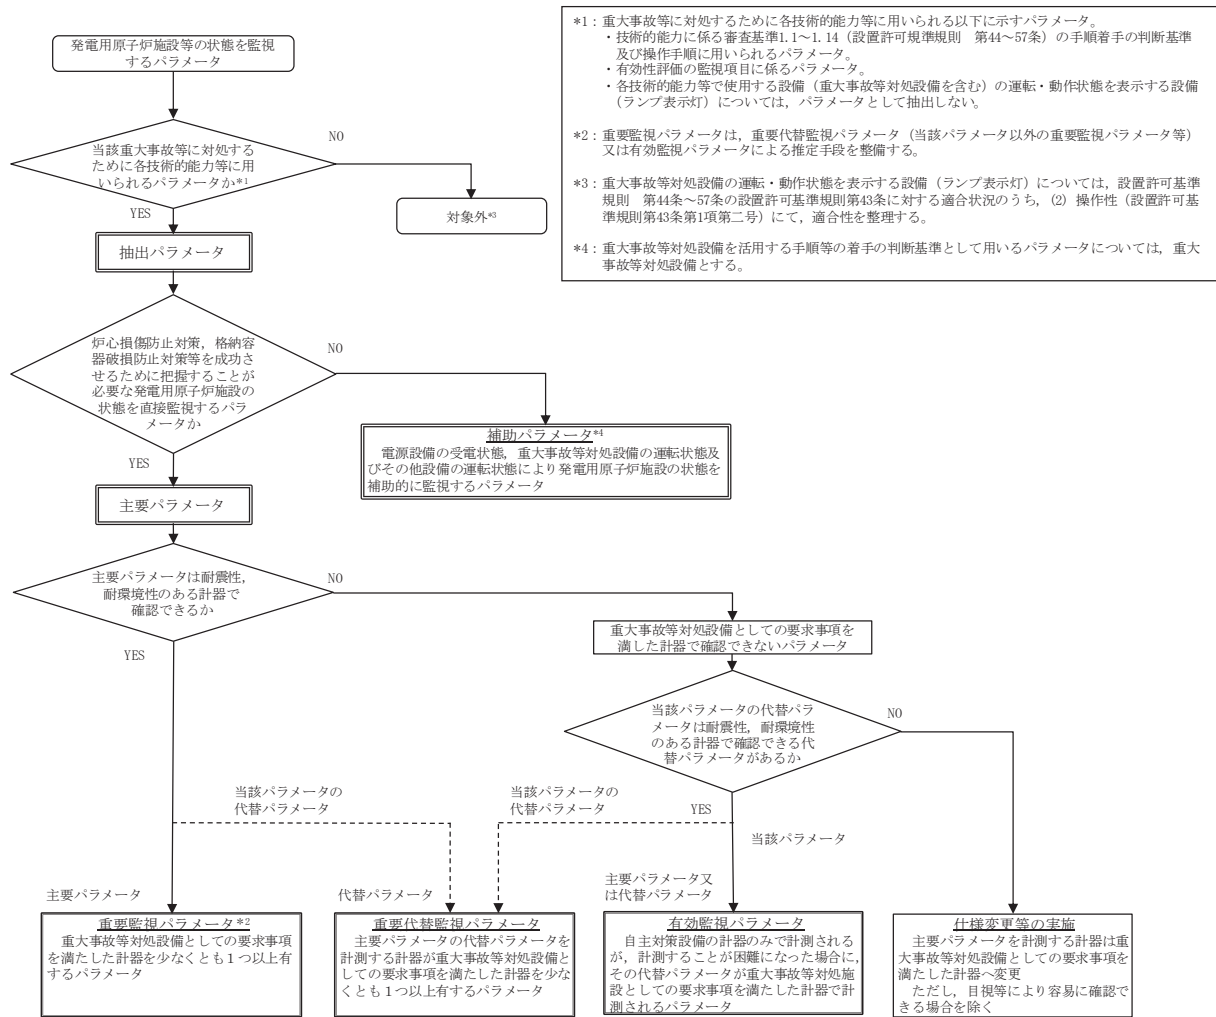 発電用原子炉施設等の状態を監視
するパラメータ
*1：重大事故等に対処するために各技術的能力等に用いられる以下に示すパラメータ。
・技術的能力に係る審査基準1.1～1.14（設置許可規準規則　第44～57条）の手順着手の判断基準
及び操作手順に用いられるパラメータ。
・有効性評価の監視項目に係るパラメータ。
・各技術的能力等で使用する設備（重大事故等対処設備を含む）の運転・動作状態を表示する設備
（ランプ表示灯）については，パラメータとして抽出しない。
*2：重要監視パラメータは，重要代替監視パラメータ（当該パラメータ以外の重要監視パラメータ等）
又は有効監視パラメータによる推定手段を整備する。
*3：重大事故等対処設備の運転・動作状態を表示する設備（ランプ表示灯）については，設置許可基準
規則　第44条～57条の設置許可基準規則第43条に対する適合状況のうち，(2) 操作性（設置許可基
準規則第43条第1項第二号）にて，適合性を整理する。
*4：重大事故等対処設備を活用する手順等の着手の判断基準として用いるパラメータについては，重大
事故等対処設備とする。
当該重大事故等に対処する
ために各技術的能力等に用
いられるパラメータか*1
NO
対象外*3
YES
抽出パラメータ
炉心損傷防止対策，格納容
器破損防止対策等を成功さ
せるために把握することが
必要な発電用原子炉施設の
状態を直接監視するパラ
メータか
NO
補助パラメータ*4
電源設備の受電状態，重大事故等対処設備の運転状態及
びその他設備の運転状態により発電用原子炉施設の状態を
補助的に監視するパラメータ
YES
主要パラメータ
主要パラメータは耐震性，
耐環境性のある計器で
確認できるか
NO
YES
重大事故等対処設備としての要求事項を
満した計器で確認できないパラメータ
当該パラメータの代替パラ
メータは耐震性，耐環境性
のある計器で確認できる代
替パラメータがあるか
NO
当該パラメータの
代替パラメータ
当該パラメータの
代替パラメータ
YES
当該パラメータ
主要パラメータ
代替パラメータ
主要パラメータ又
は代替パラメータ
重要監視パラメータ*2
重大事故等対処設備としての要求事項
を満たした計器を少なくとも１つ以上有
するパラメータ
重要代替監視パラメータ
主要パラメータの代替パラメータを
計測する計器が重大事故等対処設備と
しての要求事項を満たした計器を少な
くとも１つ以上有するパラメータ
有効監視パラメータ
自主対策設備の計器のみで計測される
が，計測することが困難になった場合に，
その代替パラメータが重大事故等対処施
設としての要求事項を満たした計器で計
測されるパラメータ
仕様変更等の実施
主要パラメータを計測する計器は重
大事故等対処設備としての要求事項を
満たした計器へ変更
ただし，目視等により容易に確認で
きる場合を除く